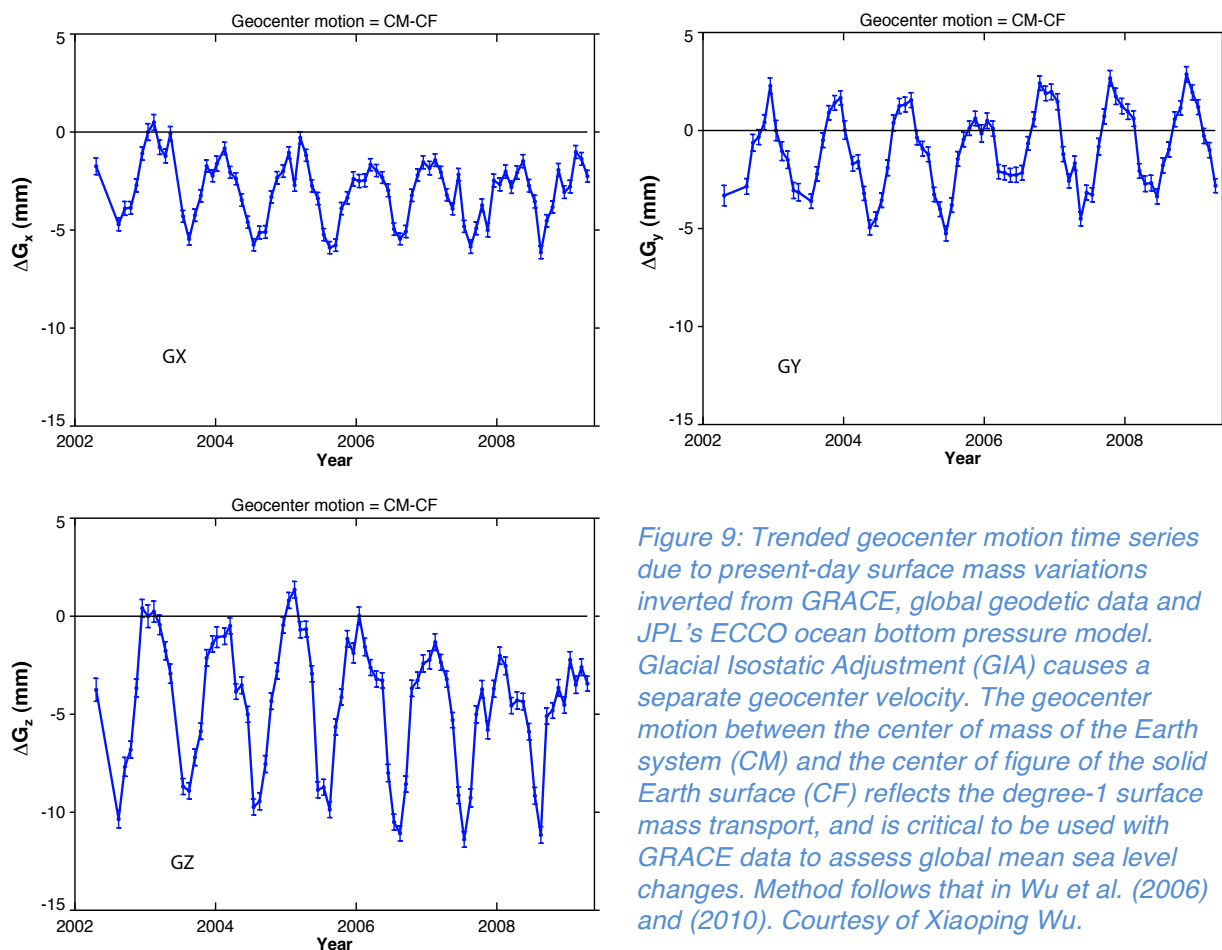 Geocenter motion = CM-CF
5
0
-5
-10
-15
ΔGx (mm)
GX
2002
2004
2006
2008
Year
Geocenter motion = CM-CF
5
0
-5
-10
-15
ΔGy (mm)
GY
2002
2004
2006
2008
Year
Geocenter motion = CM-CF
5
0
-5
-10
-15
ΔGz (mm)
GZ
2002
2004
2006
2008
Year
Figure 9: Trended geocenter motion time series
due to present-day surface mass variations
inverted from GRACE, global geodetic data and
JPL's ECCO ocean bottom pressure model.
Glacial Isostatic Adjustment (GIA) causes a
separate geocenter velocity. The geocenter
motion between the center of mass of the Earth
system (CM) and the center of figure of the solid
Earth surface (CF) reflects the degree-1 surface
mass transport, and is critical to be used with
GRACE data to assess global mean sea level
changes. Method follows that in Wu et al. (2006)
and (2010). Courtesy of Xiaoping Wu.